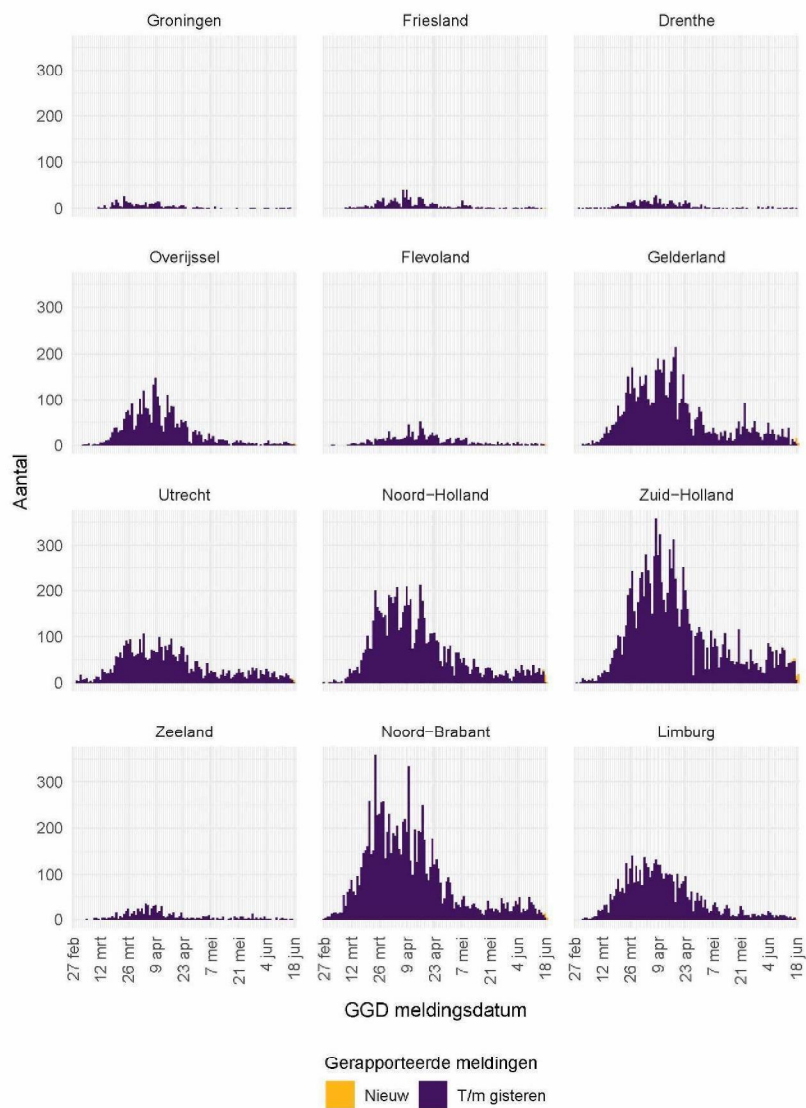 Groningen Friesland Drenthe
300
200
100
0
Overijssel Flevoland Gelderland
300
200
100
0
Utrecht Noord−Holland Zuid−Holland
300
200
100
0
Zeeland Noord−Brabant Limburg
300
200
100
0
Aantal
27 feb 12 mrt 26 mrt 9 apr 23 apr 7 mei 21 mei 4 jun 18 jun 27 feb 12 mrt 26 mrt 9 apr 23 apr 7 mei 21 mei 4 jun 18 jun 27 feb 12 mrt 26 mrt 9 apr 23 apr 7 mei 21 mei 4 jun 18 jun
GGD meldingsdatum
Gerapporteerde meldingen
Nieuw T/m gisteren